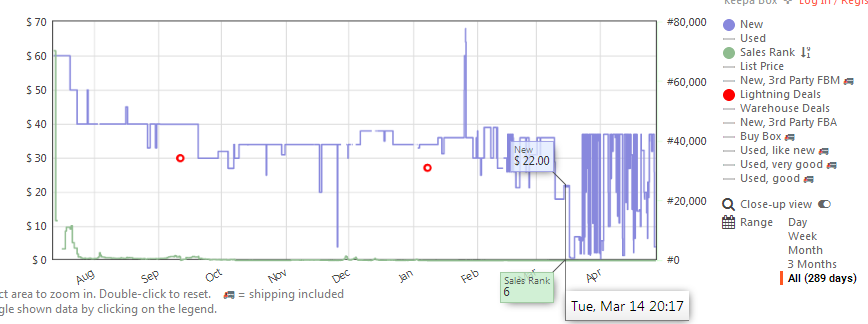 Keepa Box Log In / Regis
$ 70
$ 60
$ 50
$ 40
$ 30
$ 20
$ 10
$ 0
#80,000
#60,000
#40,000
#20,000
#0
Aug
Sep
Oct
Nov
Dec
Jan
Feb
Apr
New
$ 22.00
Sales Rank
6
Tue, Mar 14 20:17
New
Used
Sales Rank
List Price
New, 3rd Party FBM
Lightning Deals
Warehouse Deals
New, 3rd Party FBA
Buy Box
Used, like new
Used, very good
Used, good
Close-up view
Range
Day
Week
Month
3 Months
All (289 days)
ct area to zoom in. Double-click to reset. = shipping included
gle shown data by clicking on the legend.